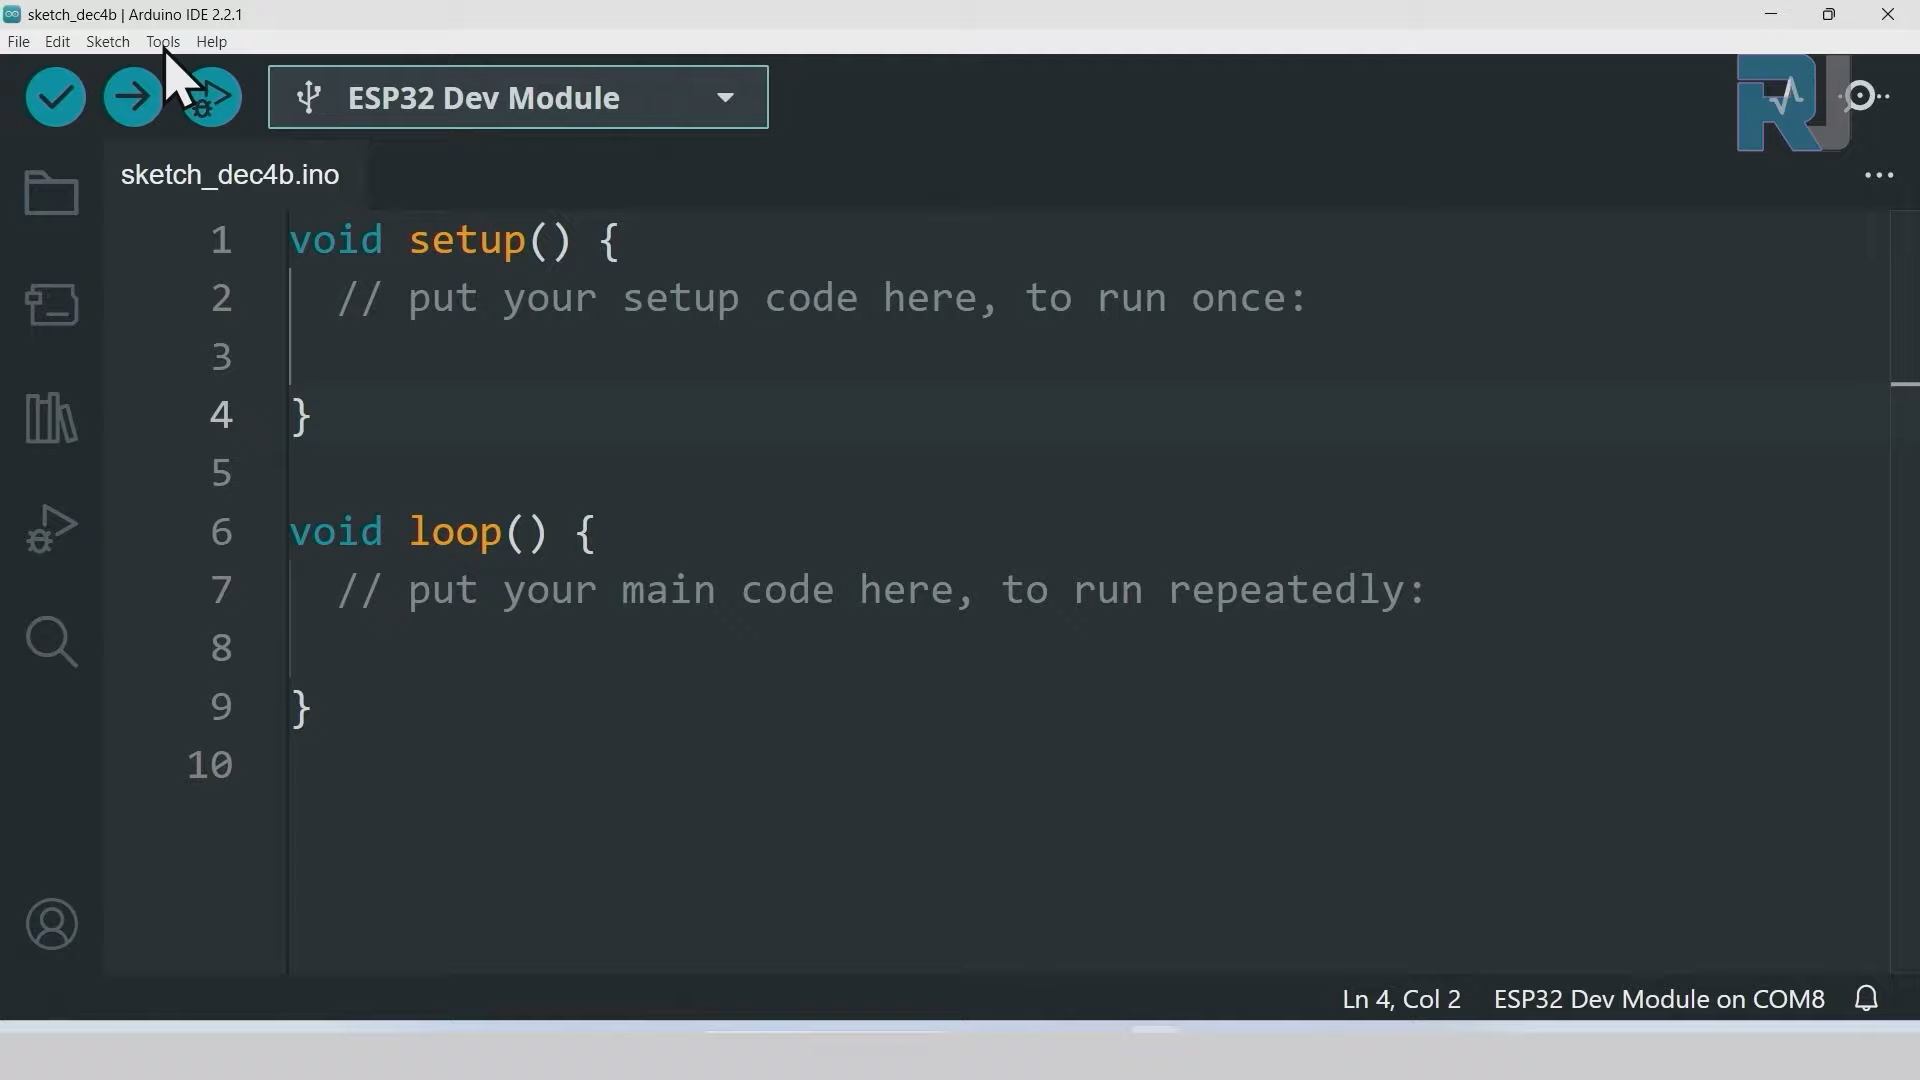 sketch_dec4b | Arduino IDE 2.2.1
File Edit Sketch Tools Help
ESP32 Dev Module
RJ
sketch_dec4b.ino
1 void setup() {
2 // put your setup code here, to run once:
3
4 }
5
6 void loop() {
7 // put your main code here, to run repeatedly:
8
9 }
10
Ln 4, Col 2 ESP32 Dev Module on COM8